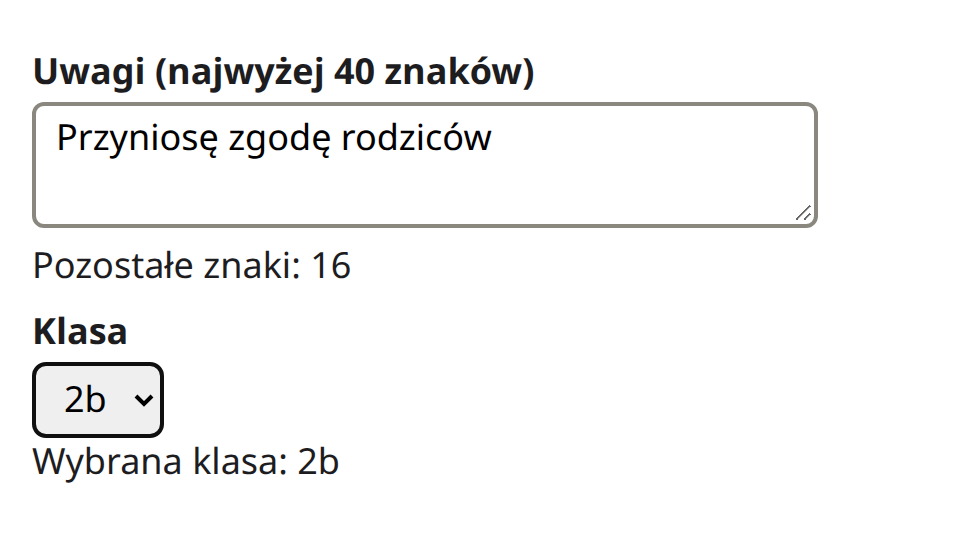 Uwagi (najwyżej 40 znaków)
Przyniosę zgodę rodziców
Pozostałe znaki: 16
Klasa
2b
Wybrana klasa: 2b